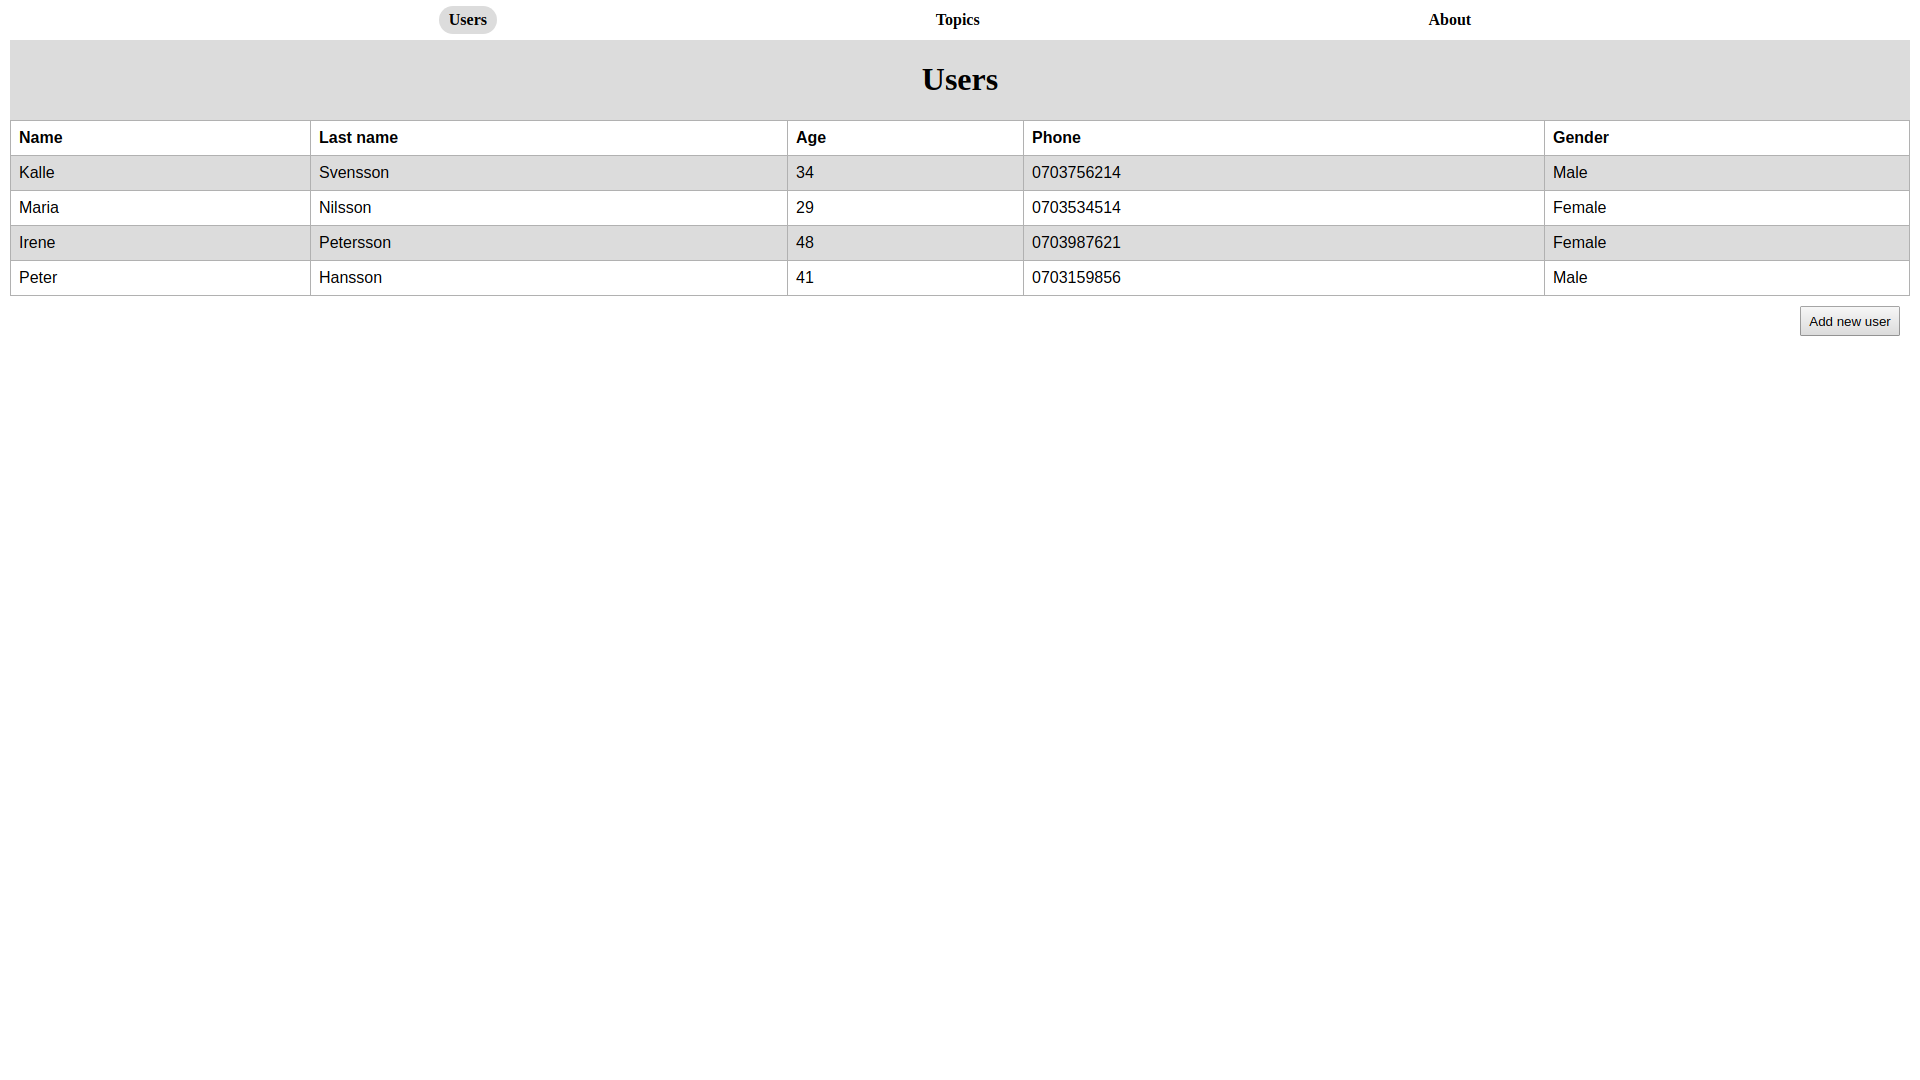 Users Topics About
Users
Name Last name Age Phone Gender
Kalle Svensson 34 0703756214 Male
Maria Nilsson 29 0703534514 Female
Irene Petersson 48 0703987621 Female
Peter Hansson 41 0703159856 Male
Add new user